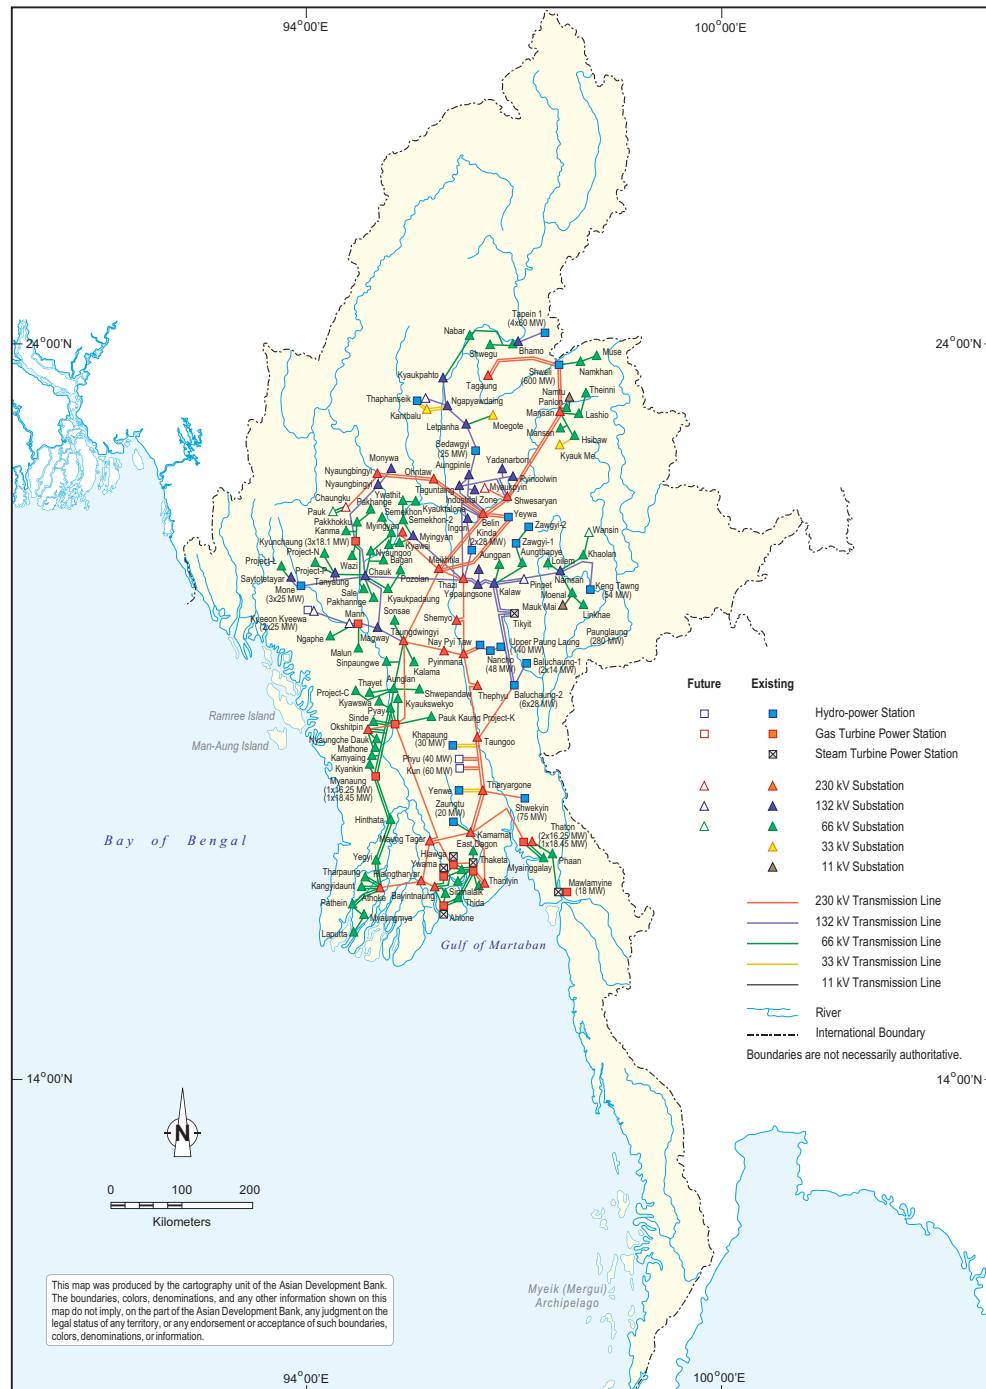 94°00'E
100°00'E
24°00'N
24°00'N
Tapein 1
(4x60 MW)
Nabar
Shwegu
Bhamo
Muse
Namkhan
Shweli
(600 MW)
Kyaukpahto
Tagaung
Theinni
Namtu
Panlon
Thaphanseik
Ngapyawdaing
Kantbalu
Mansan
Lashio
Letpanha
Moegote
Mansan
Hsibaw
Kyauk Me
Sedawgyi
(25 MW)
Monywa
Aungpinle
Yadanarbon
Nyaungbingyi
Ohntaw
Pyinoolwin
Nyaungbingyi
Taguntaing
Myaukpyin
Chaungku
Ywathit
Industrial Zone
Shwesaryan
Pauk
Pakhange
Kyauktalone
Yeywa
Pakkhokku
Semekhon
Belin
Zawgyi-2
Wansin
Kanma
Myingyan
Semekhon-2
Ingon
Kinda
(2x28 MW)
Kyunchaung (3x18.1 MW)
Myingyan
Zawgyi-1
Project-N
Kyawsi
Aungthapye
Khaolan
Nyaungoo
Meikhtila
Aungpan
Project-L
Wazi
Bagan
Loilem
Project-P
Chauk
Pozolan
Thazi
Pinget
Namsan
Saytotetayar
Tanyaung
Yepaungsone
Kalaw
Keng Tawng
(54 MW)
Mone
(3x25 MW)
Sale
Kyaukpadaung
Moenai
Pakhannge
Mauk Mai
Linkhae
Kyeeon Kyeewa
(2x25 MW)
Mann
Sonsae
Shemyo
Tikyit
Ngaphe
Magway
Taungdwingyi
Upper Paung Laung
(140 MW)
Paunglaung
(280 MW)
Malun
Nay Pyi Taw
Sinpaungwe
Pyinmana
Nancho
(48 MW)
Baluchaung-1
(2x14 MW)
Kalama
Thayet
Aunglan
Project-C
Shwepandaw
Thephyu
Baluchaung-2
(6x28 MW)
Kyawswa
Kyaukswekyo
Pyay
Sinde
Pauk Kaung Project-K
Okshitpin
Khapaung
(30 MW)
Taungoo
Nyaungche Dauk
Mathone
Phyu (40 MW)
Kamyaing
Kun (60 MW)
Kyankin
Myanaung
(1x16.25 MW)
(1x18.45 MW)
Yenwe
Tharyargone
Zaungtu
(20 MW)
Shwekyin
(75 MW)
Hinthata
Maung Tagar
Kamarnat
Thaton
(2x16.25 MW)
(1x18.45 MW)
East Dagon
Yegyi
Hlawga
Thaketa
Phaan
Tharpaung
Ywama
Myainggalay
Kangyidaunt
Hlaingtharyar
Thanlyin
Mawlamyine
(18 MW)
Pathein
Athoke
Bayintnaung
Sinmalaik
Thida
Myaungmya
Ahlone
Laputta
Ramree Island
Man-Aung Island
Bay of Bengal
Gulf of Martaban
Myeik (Mergui)
Archipelago
Future
Existing
Hydro-power Station
Gas Turbine Power Station
Steam Turbine Power Station
230 kV Substation
132 kV Substation
66 kV Substation
33 kV Substation
11 kV Substation
230 kV Transmission Line
132 kV Transmission Line
66 kV Transmission Line
33 kV Transmission Line
11 kV Transmission Line
River
International Boundary
Boundaries are not necessarily authoritative.
14°00'N
14°00'N
N
0 100 200
Kilometers
This map was produced by the cartography unit of the Asian Development Bank.
The boundaries, colors, denominations, and any other information shown on this
map do not imply, on the part of the Asian Development Bank, any judgment on the
legal status of any territory, or any endorsement or acceptance of such boundaries,
colors, denominations, or information.
94°00'E
100°00'E